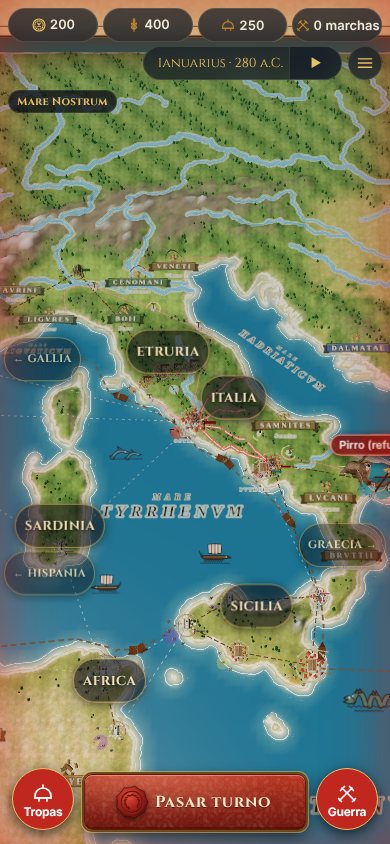 200
400
250
0 marchas
Ianuarius · 280 a.C.
Mare Nostrum
VENETI
CENOMANI
LIGVRES
BOII
DALMATAE
MARE
HADRIATICVM
← GALLIA
ETRURIA
ITALIA
SAMNITES
Pirro (refu
LVCANI
MARE
TYRRHENVM
SARDINIA
GRAECIA →
BRVTTII
← HISPANIA
SICILIA
AFRICA
Tropas
Pasar turno
Guerra